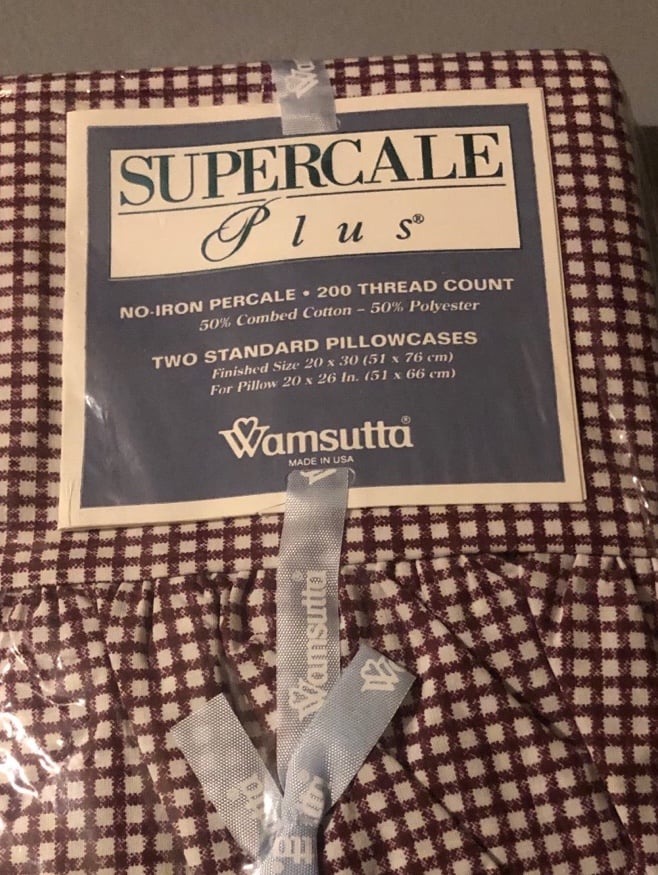 SUPERCALE
Plus®
NO-IRON PERCALE • 200 THREAD COUNT
50% Combed Cotton – 50% Polyester
TWO STANDARD PILLOWCASES
Finished Size 20 x 30 (51 x 76 cm)
For Pillow 20 x 26 In. (51 x 66 cm)
Wamsutta®
MADE IN USA
Wamsutta®